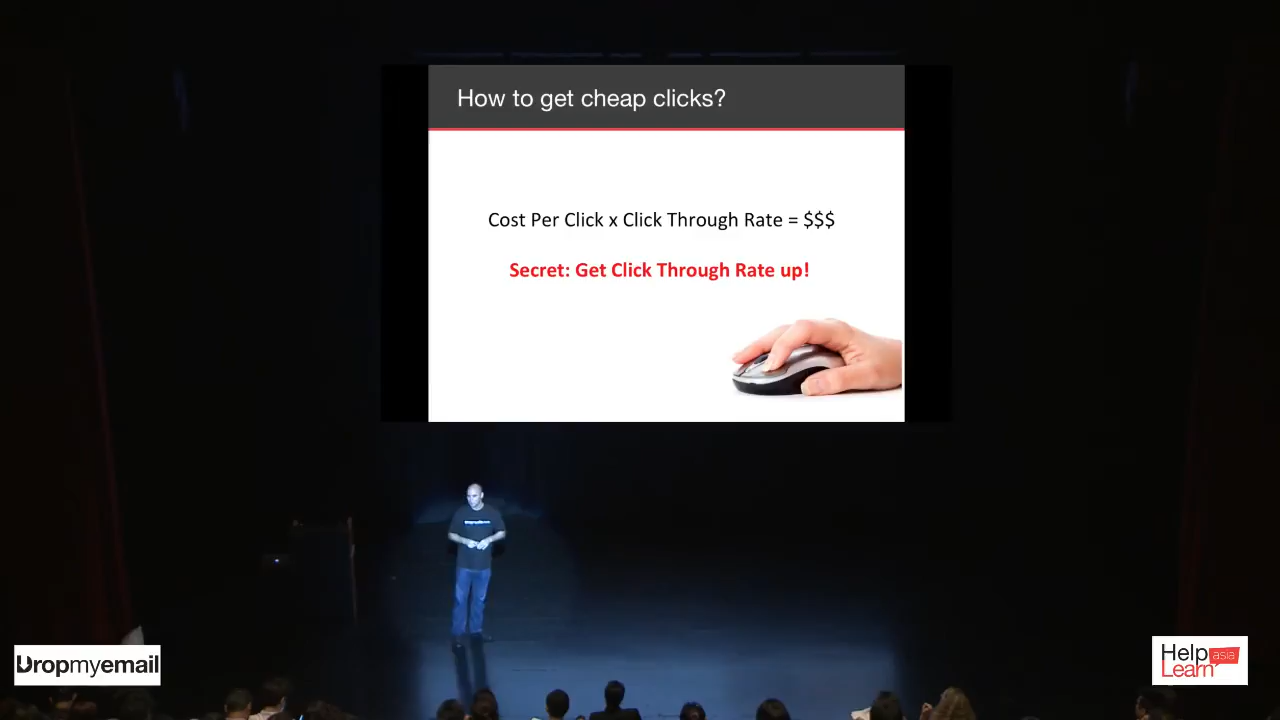 How to get cheap clicks?
Cost Per Click x Click Through Rate = $$$
Secret: Get Click Through Rate up!
Dropmyemail
Help
asia
Learn